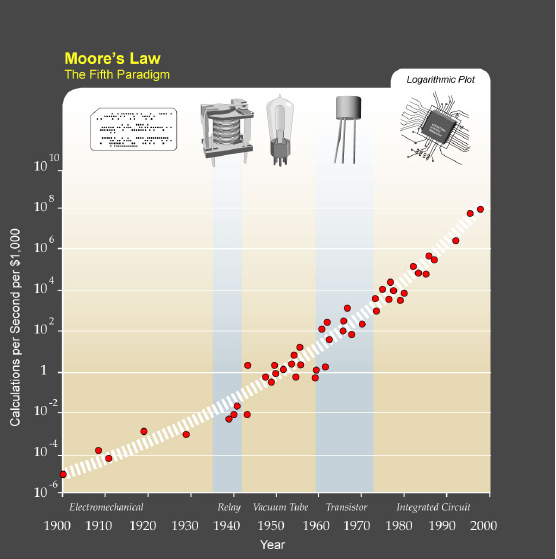 Moore's Law
The Fifth Paradigm
Logarithmic Plot
Calculations per Second per $1,000
10 10
10 8
10 6
10 4
10 2
1
10 -2
10 -4
10 -6
Electromechanical Relay Vacuum Tube Transistor Integrated Circuit
1900 1910 1920 1930 1940 1950 1960 1970 1980 1990 2000
Year